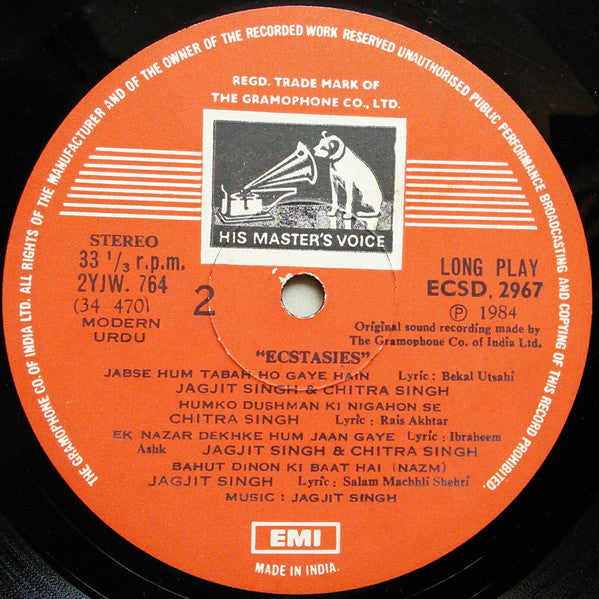 THE GRAMOPHONE CO. OF INDIA LTD. ALL RIGHTS OF THE MANUFACTURER AND OF THE OWNER OF THE RECORDED WORK RESERVED UNAUTHORISED PUBLIC PERFORMANCE BROADCASTING AND COPYING OF THIS RECORD PROHIBITED.
REGD. TRADE MARK OF
THE GRAMOPHONE CO., LTD.
HIS MASTER'S VOICE
STEREO
33 1/3 r.p.m.
2YJW. 764
(34 470)
MODERN
URDU
2
LONG PLAY
ECSD. 2967
Ⓟ 1984
Original sound recording made by
The Gramophone Co. of India Ltd.
"ECSTASIES"
JABSE HUM TABAH HO GAYE HAIN Lyric : Bekal Utsahi
JAGJIT SINGH & CHITRA SINGH
HUMKO DUSHMAN KI NIGAHON SE
CHITRA SINGH Lyric : Rais Akhtar
EK NAZAR DEKHKE HUM JAAN GAYE Lyric : Ibraheem
Ashk JAGJIT SINGH & CHITRA SINGH
BAHUT DINON KI BAAT HAI (NAZM)
JAGJIT SINGH Lyric : Salam Machhli Shehri
MUSIC : JAGJIT SINGH
EMI
MADE IN INDIA.